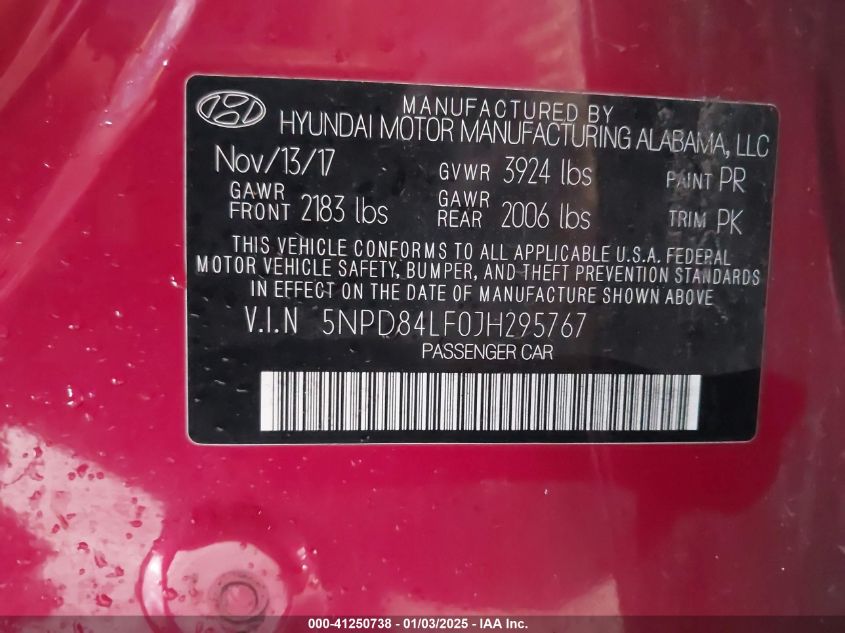 MANUFACTURED BY
HYUNDAI MOTOR MANUFACTURING ALABAMA, LLC
Nov/13/17 GVWR 3924 lbs PAINT PR
GAWR FRONT 2183 lbs GAWR REAR 2006 lbs TRIM PK
THIS VEHICLE CONFORMS TO ALL APPLICABLE U.S.A. FEDERAL
MOTOR VEHICLE SAFETY, BUMPER, AND THEFT PREVENTION STANDARDS
IN EFFECT ON THE DATE OF MANUFACTURE SHOWN ABOVE
V.I.N 5NPD84LF0JH295767
PASSENGER CAR
000-41250738 - 01/03/2025 - IAA Inc.